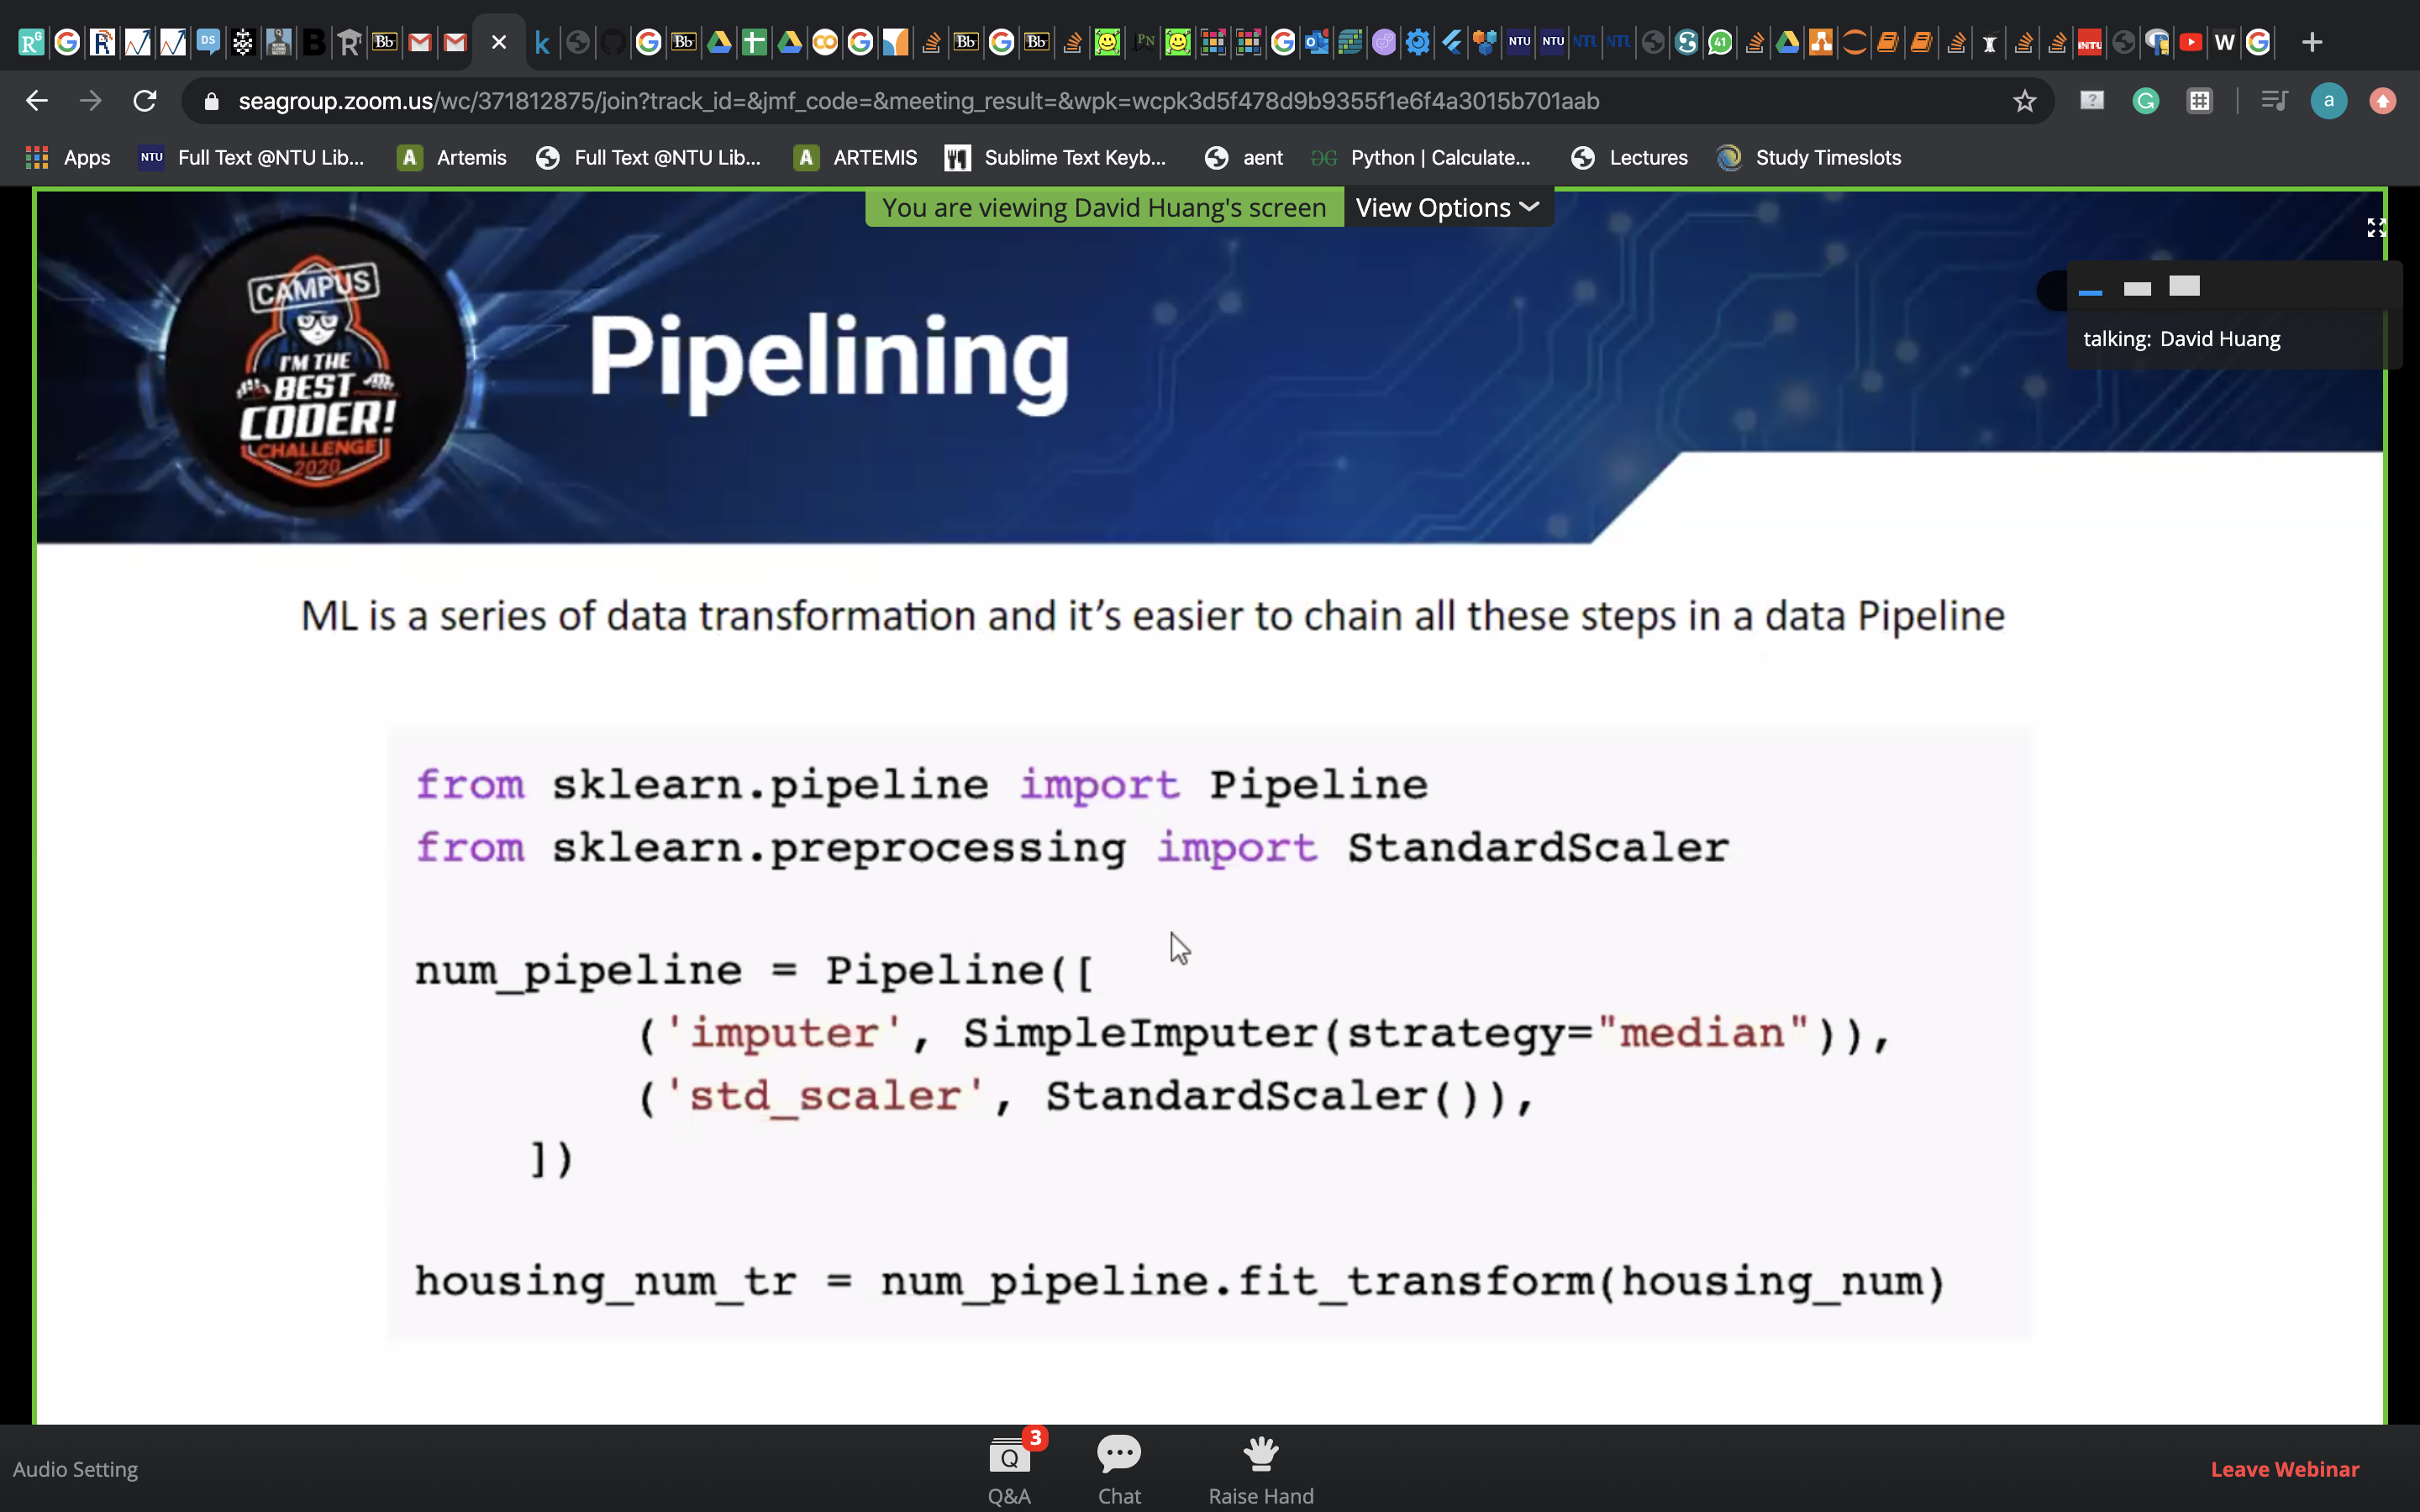 seagroup.zoom.us/wc/371812875/join?track_id=&jmf_code=&meeting_result=&wpk=wcpk3d5f478d9b9355f1e6f4a3015b701aab
Apps NTU Full Text @NTU Lib... A Artemis Full Text @NTU Lib... A ARTEMIS Sublime Text Keyb... aent Python | Calculate... Lectures Study Timeslots
You are viewing David Huang's screen View Options
talking: David Huang
CAMPUS
I'M THE
BEST
CODER!
CHALLENGE
2020
Pipelining
ML is a series of data transformation and it’s easier to chain all these steps in a data Pipeline
from sklearn.pipeline import Pipeline
from sklearn.preprocessing import StandardScaler
num_pipeline = Pipeline([
('imputer', SimpleImputer(strategy="median")),
('std_scaler', StandardScaler()),
])
housing_num_tr = num_pipeline.fit_transform(housing_num)
Audio Setting
3
Q&A
Chat
Raise Hand
Leave Webinar